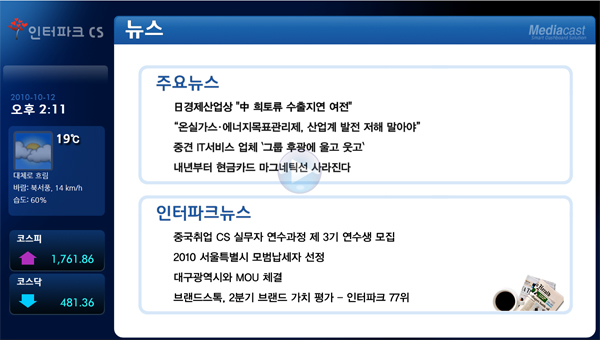 인터파크 CS
뉴스
Mediacast
Smart Dashboard Solution
2010-10-12
오후 2:11
19℃
대체로 흐림
바람: 북서풍, 14 km/h
습도: 60%
코스피
1,761.86
코스닥
481.36
주요뉴스
日경제산업상 "中 희토류 수출지연 여전"
“온실가스·에너지목표관리제, 산업계 발전 저해 말아야”
중견 IT서비스 업체 '그룹 후광에 울고 웃고'
내년부터 현금카드 마그네틱선 사라진다
인터파크뉴스
중국취업 CS 실무자 연수과정 제 3기 연수생 모집
2010 서울특별시 모범납세자 선정
대구광역시와 MOU 체결
브랜드스톡, 2분기 브랜드 가치 평가 - 인터파크 77위